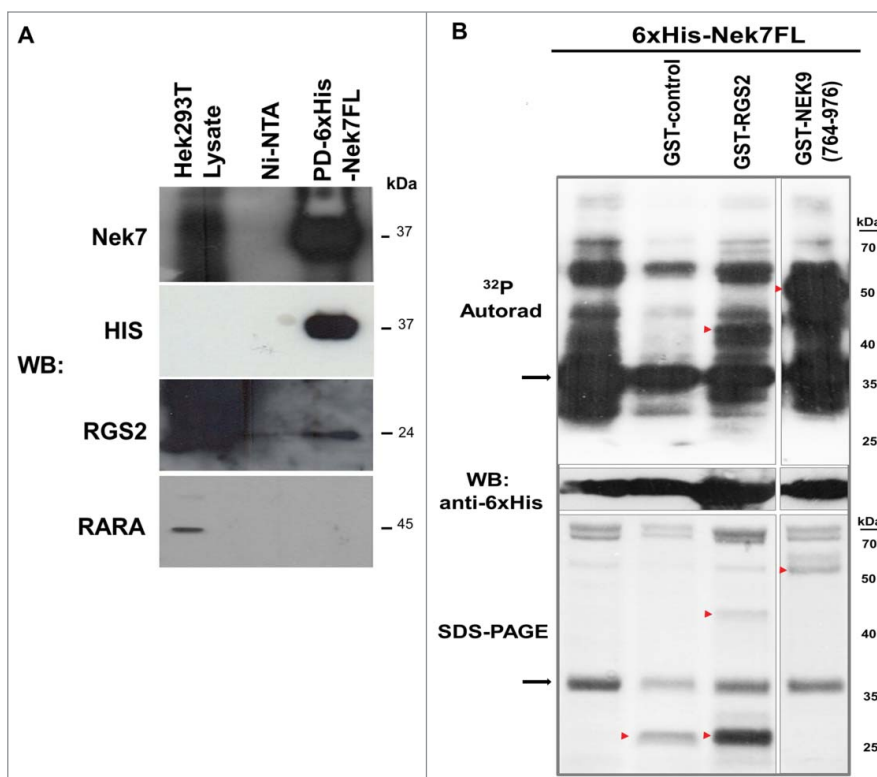 A
Hek293T
Lysate
Ni-NTA
PD-6xHis
-Nek7FL
kDa
Nek7
37
HIS
37
WB:
RGS2
24
RARA
45
B
6xHis-Nek7FL
GST-control
GST-RGS2
GST-NEK9
(764-976)
kDa
70
50
40
35
25
32P
Autorad
WB:
anti-6xHis
kDa
70
50
40
35
25
SDS-PAGE